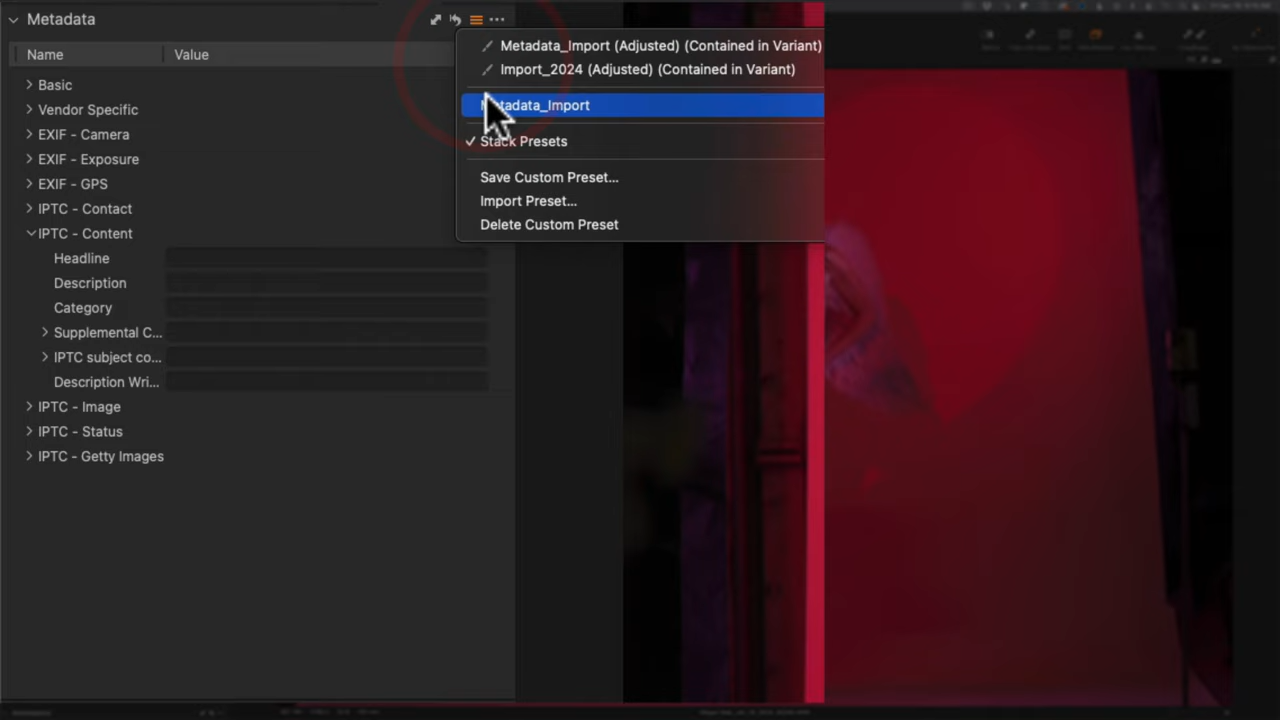 Metadata
Name Value
Metadata_Import (Adjusted) (Contained in Variant)
Import_2024 (Adjusted) (Contained in Variant)
Metadata_Import
Stack Presets
Save Custom Preset...
Import Preset...
Delete Custom Preset
Basic
Vendor Specific
EXIF - Camera
EXIF - Exposure
EXIF - GPS
IPTC - Contact
IPTC - Content
Headline
Description
Category
Supplemental C...
IPTC subject co...
Description Wri...
IPTC - Image
IPTC - Status
IPTC - Getty Images